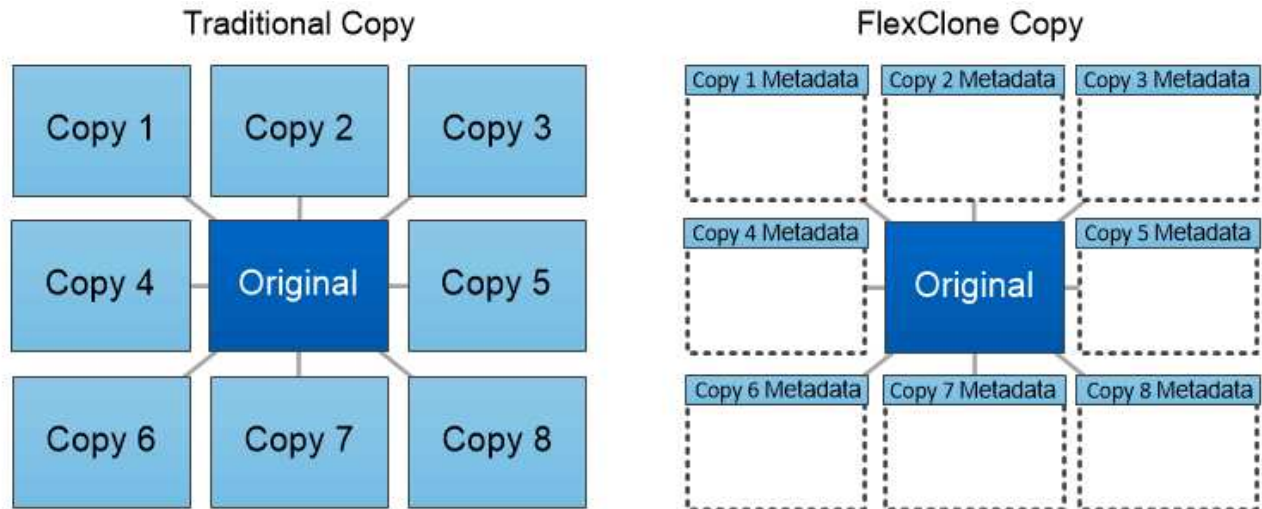 Traditional Copy
Copy 1
Copy 2
Copy 3
Copy 4
Original
Copy 5
Copy 6
Copy 7
Copy 8
FlexClone Copy
Copy 1 Metadata
Copy 2 Metadata
Copy 3 Metadata
Copy 4 Metadata
Original
Copy 5 Metadata
Copy 6 Metadata
Copy 7 Metadata
Copy 8 Metadata